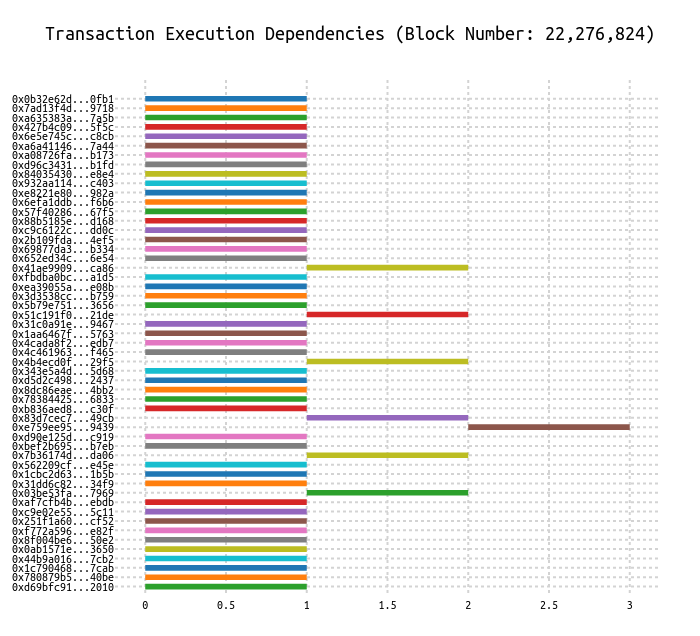 Transaction Execution Dependencies (Block Number: 22,276,824)
0x0b32e62d...0fb1
0x7ad13f4d...9718
0xa635383a...7a5b
0x427b4c09...5f5c
0x6e5e745c...c8cb
0xa6a41146...7a44
0xa08726fa...b173
0xd96c3431...b1fd
0x84035430...e8e4
0x932aa114...c403
0xe8221e80...982a
0x6efa1ddb...f6b6
0x57f40286...67f5
0x88b5185e...d168
0xc9c6122c...dd0c
0x2b109fda...4ef5
0x69877da3...b334
0x652ed34c...6e54
0x41ae9909...ca86
0xfbdba0bc...a1d5
0xea39055a...e08b
0x3d3538cc...b759
0x5b79e751...3656
0x51c191f0...21de
0x31c0a91e...9467
0x1aa6467f...5763
0x4cada8f2...edb7
0x4c461963...f465
0x4b4ecd0f...29f5
0x343e5a4d...5d68
0xd5d2c498...2437
0x8dc86eae...4bb2
0x78384425...6833
0xb836aed8...c30f
0x83d7cec7...49cb
0xe759ee95...9439
0xd90e125d...c919
0xbef2b695...b7eb
0x7b36174d...da06
0x562209cf...e45e
0x1cbc2d63...1b5b
0x31dd6c82...34f9
0x03be53fa...7969
0xaf7cfb4b...ebdb
0xc9e02e55...5c11
0x251f1a60...cf52
0xf772a596...e82f
0x8f004be6...50e2
0x0ab1571e...3650
0x44b9a016...7cb2
0x1c790468...7cab
0x780879b5...40be
0xd69bfc91...2010
0 0.5 1 1.5 2 2.5 3